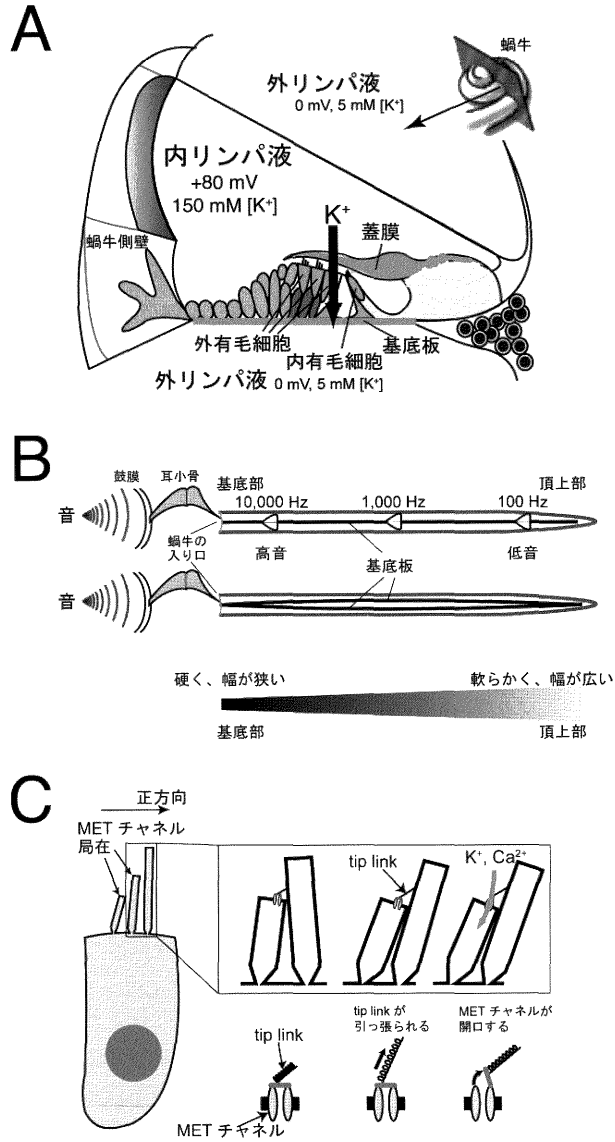 A
蝸牛
外リンパ液
0 mV, 5 mM [K⁺]
内リンパ液
+80 mV
150 mM [K⁺]
K⁺
蓋膜
蝸牛側壁
外有毛細胞
内有毛細胞
基底板
外リンパ液 0 mV, 5 mM [K⁺]
B
鼓膜
耳小骨
基底部
頂上部
10,000 Hz
1,000 Hz
100 Hz
音
蝸牛の
入り口
高音
基底板
低音
音
硬く、幅が狭い
軟らかく、幅が広い
基底部
頂上部
C
正方向
MET チャネル
局在
tip link
K⁺, Ca²⁺
tip link が
引っ張られる
MET チャネルが
開口する
tip link
MET チャネル